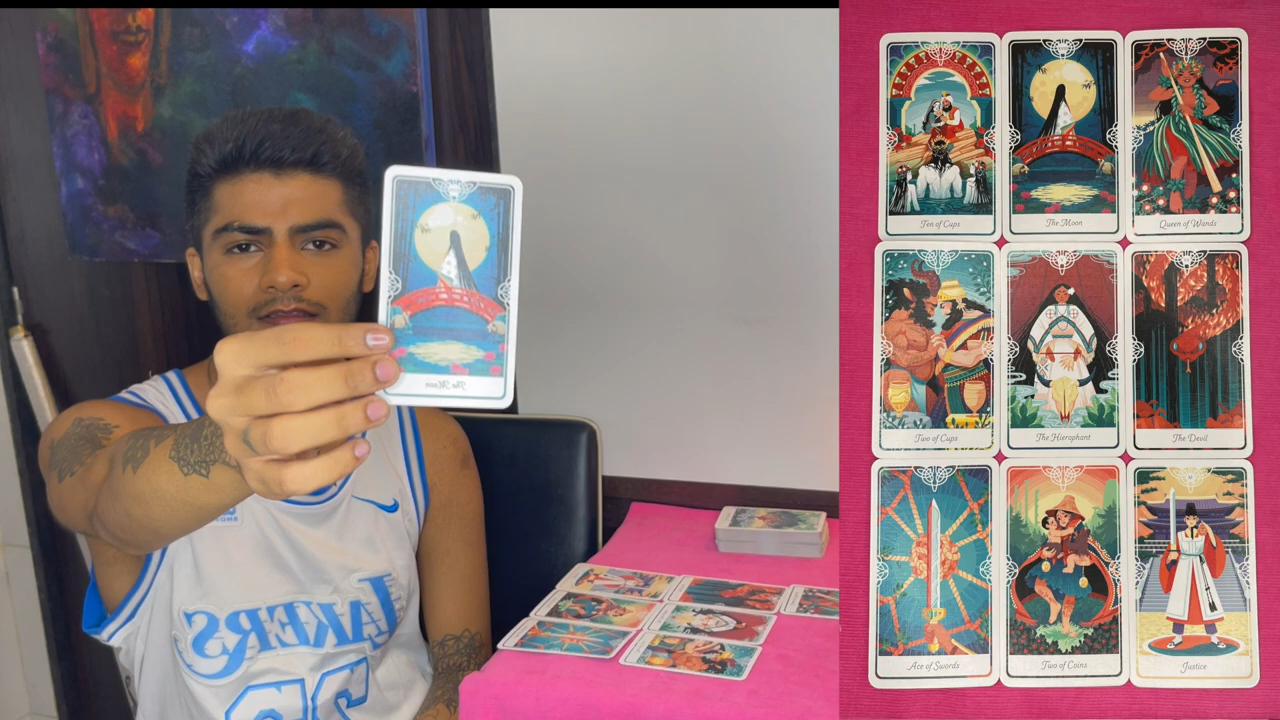 The Moon
LAKERS
22
Ten of Cups
The Moon
Queen of Wands
Two of Cups
The Hierophant
The Devil
Ace of Swords
Two of Coins
Justice